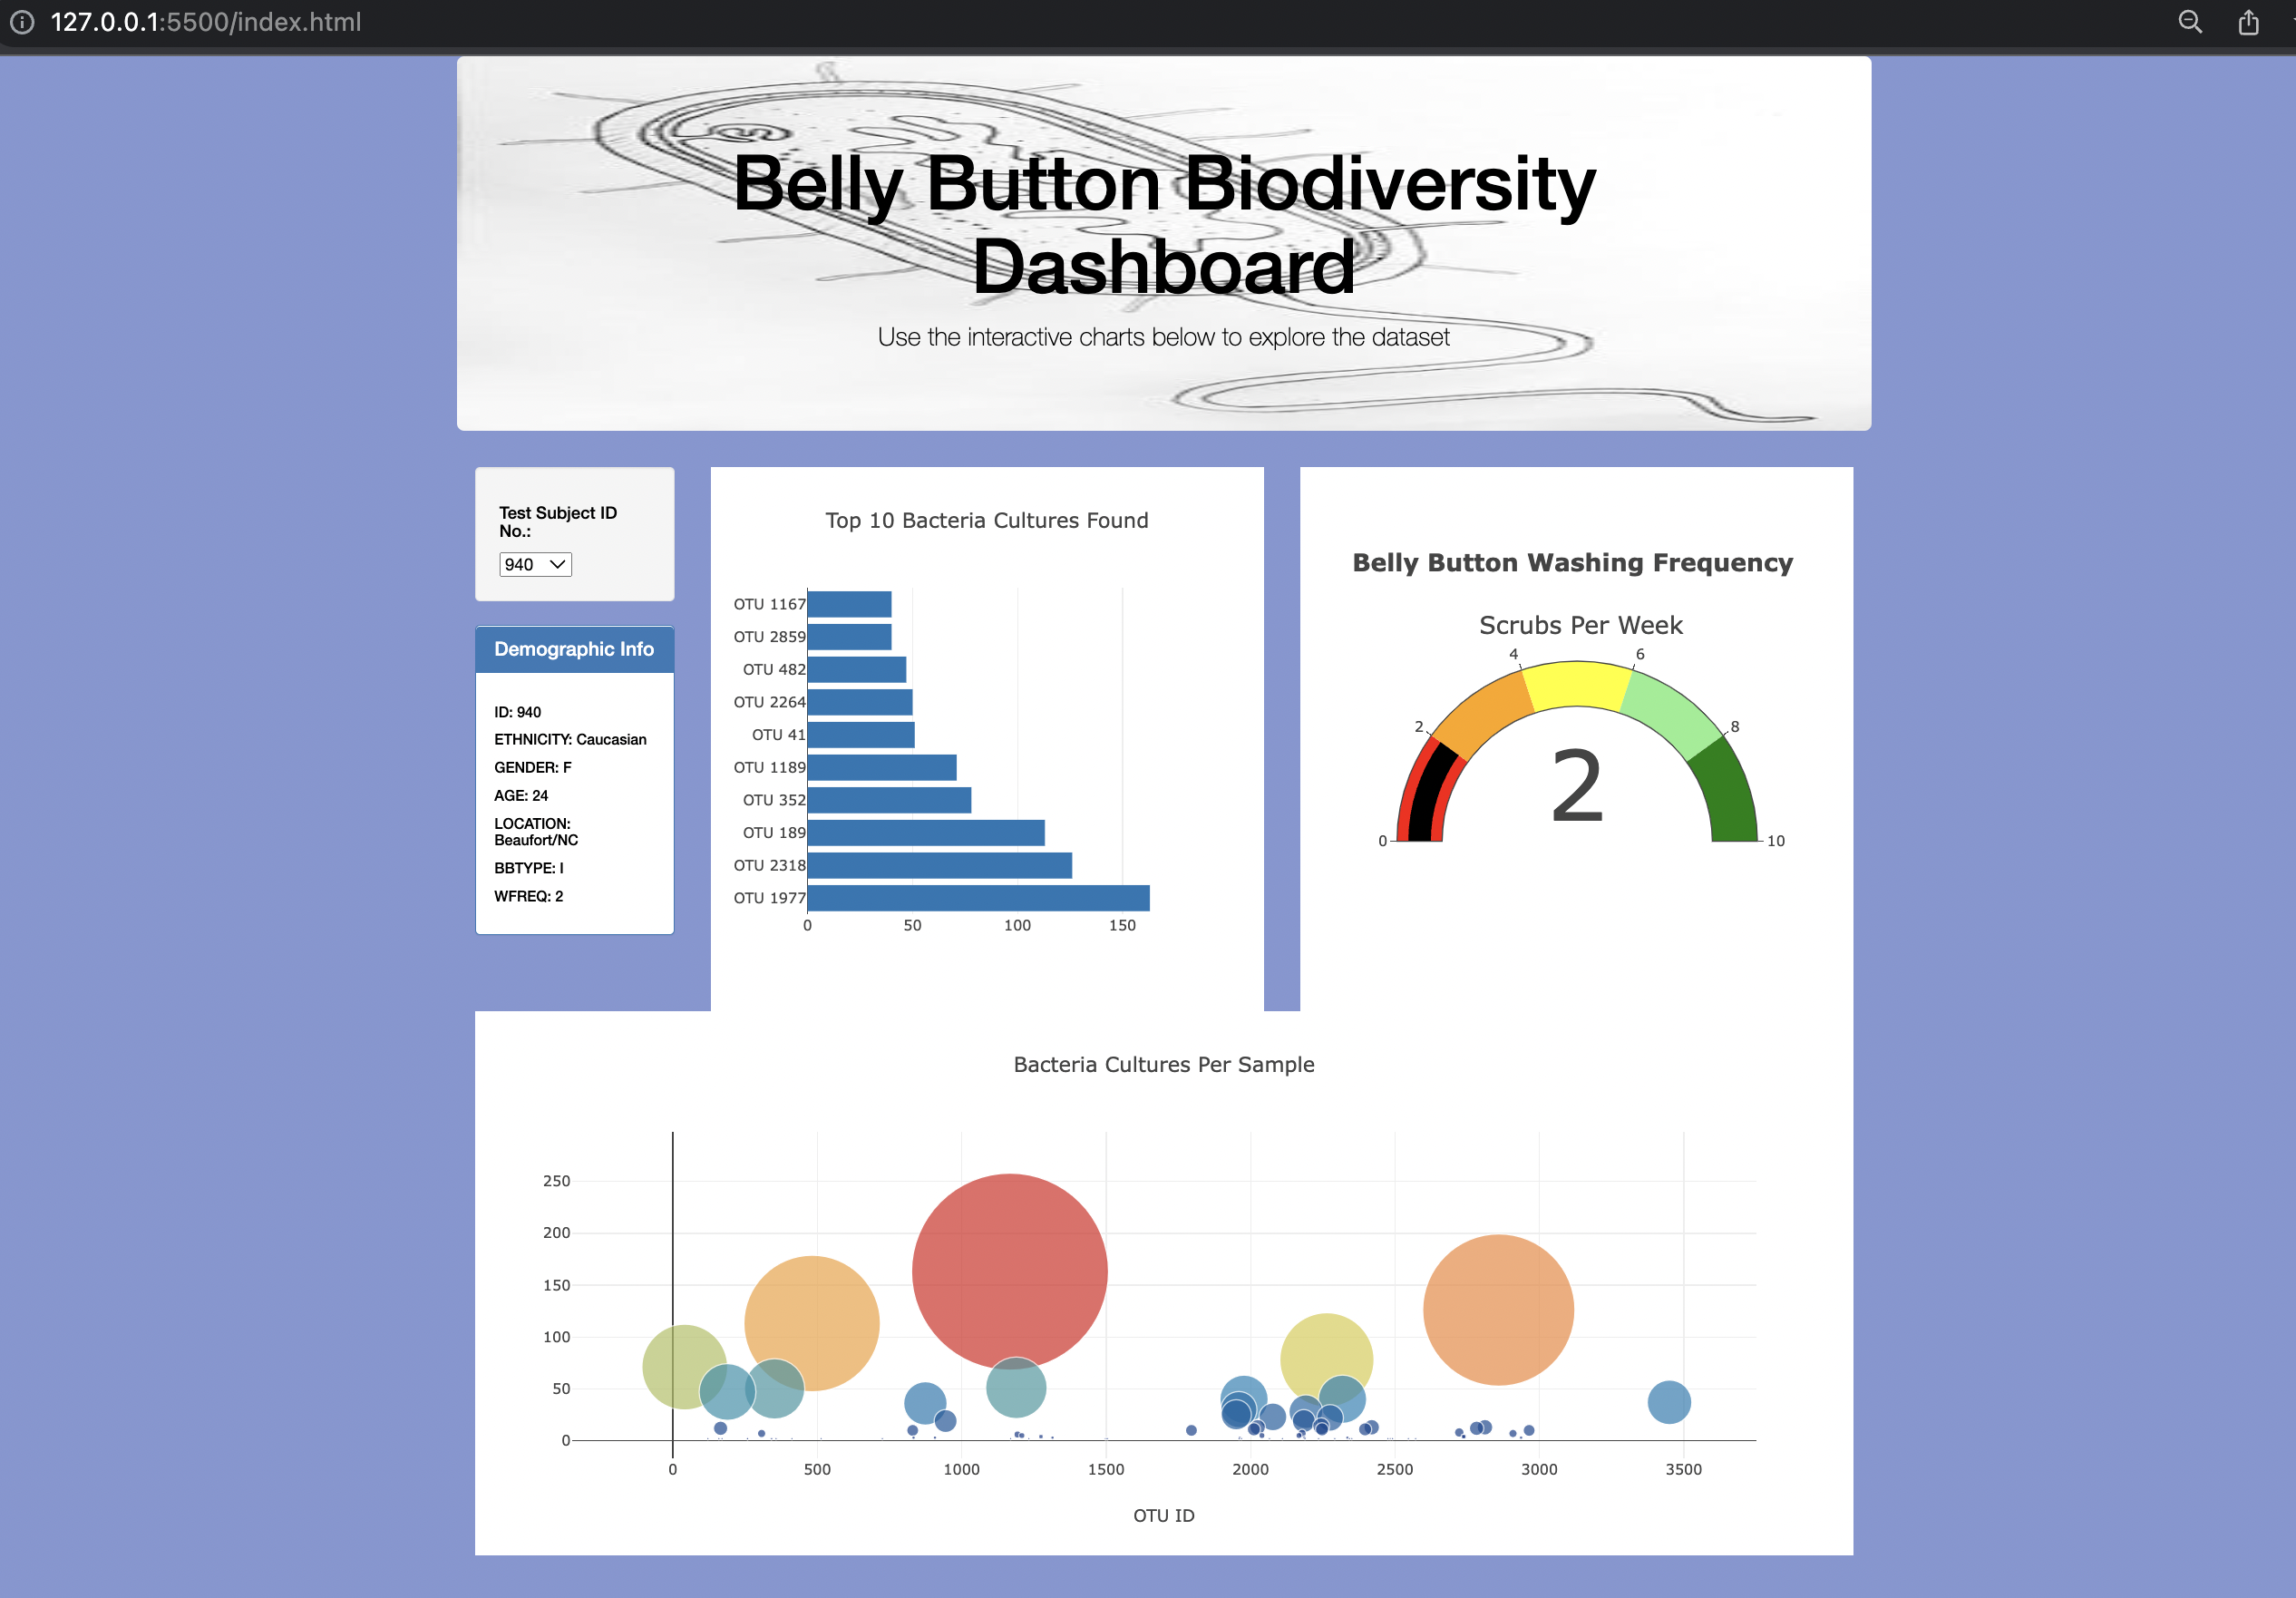 127.0.0.1:5500/index.html
Belly Button Biodiversity
Dashboard
Use the interactive charts below to explore the dataset
Test Subject ID
No.:
940
Demographic Info
ID: 940
ETHNICITY: Caucasian
GENDER: F
AGE: 24
LOCATION:
Beaufort/NC
BBTYPE: I
WFREQ: 2
Top 10 Bacteria Cultures Found
OTU 1167
OTU 2859
OTU 482
OTU 2264
OTU 41
OTU 1189
OTU 352
OTU 189
OTU 2318
OTU 1977
0 50 100 150
Belly Button Washing Frequency
Scrubs Per Week
4 6
2 8
2
0 10
Bacteria Cultures Per Sample
250
200
150
100
50
0
0 500 1000 1500 2000 2500 3000 3500
OTU ID